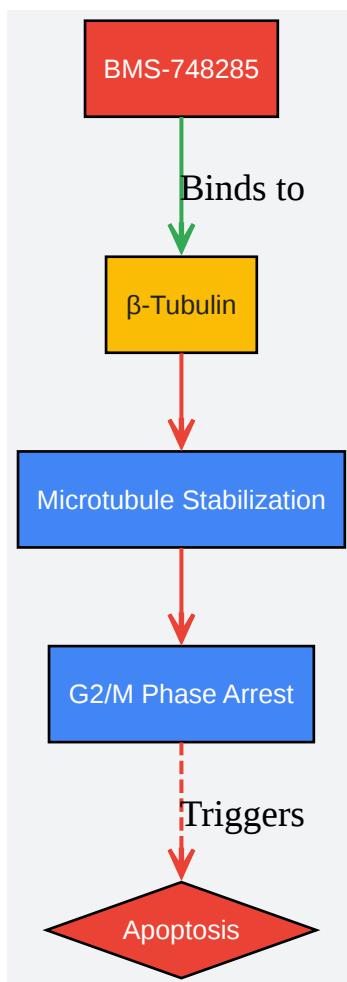 BMS-748285
Binds to
β-Tubulin
Microtubule Stabilization
G2/M Phase Arrest
Triggers
Apoptosis